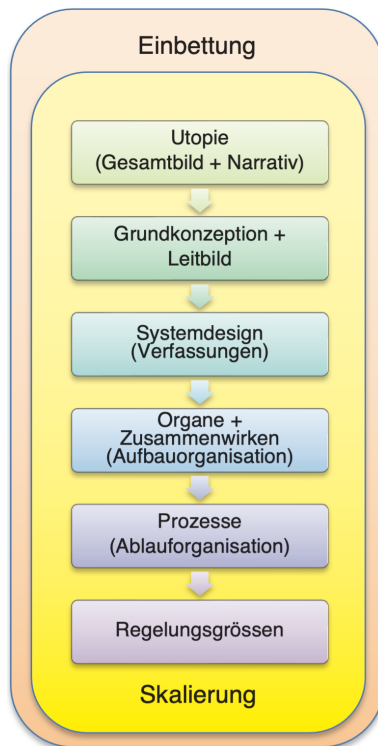 Einbettung
Utopie
(Gesamtbild + Narrativ)
Grundkonzeption +
Leitbild
Systemdesign
(Verfassungen)
Organe +
Zusammenwirken
(Aufbauorganisation)
Prozesse
(Ablauforganisation)
Regelungsgrössen
Skalierung